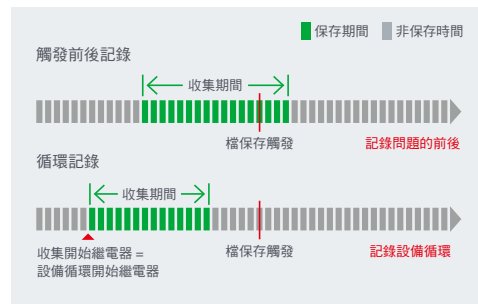 保存期間 非保存時間
觸發前後記錄
收集期間
檔保存觸發 記錄問題的前後
循環記錄
收集期間
收集開始繼電器 =
設備循環開始繼電器
檔保存觸發 記錄設備循環